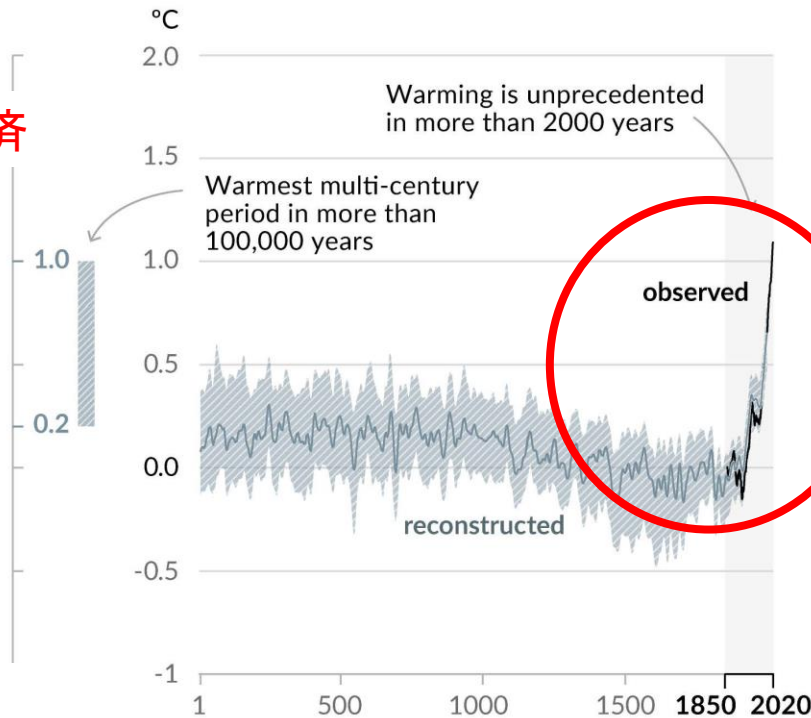 °C
2.0
Warming is unprecedented
in more than 2000 years
済
1.5
Warmest multi-century
period in more than
100,000 years
1.0
1.0
observed
0.5
0.2
0.0
reconstructed
-0.5
-1
1 500 1000 1500 1850 2020